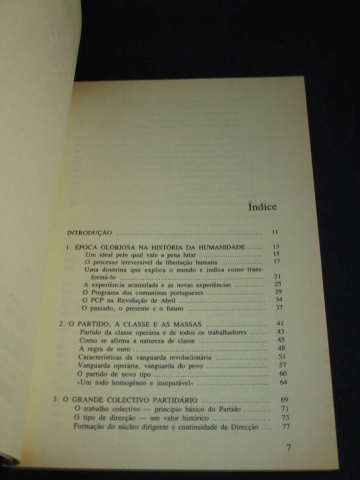 Índice
INTRODUÇÃO ..... 11
1. ÉPOCA GLORIOSA NA HISTÓRIA DA HUMANIDADE ..... 13
Um ideal pelo qual vale a pena lutar ..... 15
O processo irreversível da libertação humana ..... 17
Uma doutrina que explica o mundo e indica como trans-
formá-lo ..... 21
A experiência acumulada e as novas experiências ..... 25
O Programa dos comunistas portugueses ..... 29
O PCP na Revolução de Abril ..... 34
O passado, o presente e o futuro ..... 37
2. O PARTIDO, A CLASSE E AS MASSAS ..... 41
Partido da classe operária e de todos os trabalhadores ..... 43
Como se afirma a natureza de classe ..... 45
A regra de ouro ..... 48
Características da vanguarda revolucionária ..... 51
Vanguarda operária, vanguarda do povo ..... 57
O partido de novo tipo ..... 60
«Um todo homogéneo e inseparável» ..... 64
3. O GRANDE COLECTIVO PARTIDÁRIO ..... 69
O trabalho colectivo — princípio básico do Partido ..... 71
O tipo de direcção — um valor histórico ..... 73
Formação do núcleo dirigente e continuidade da Direcção ..... 77
7